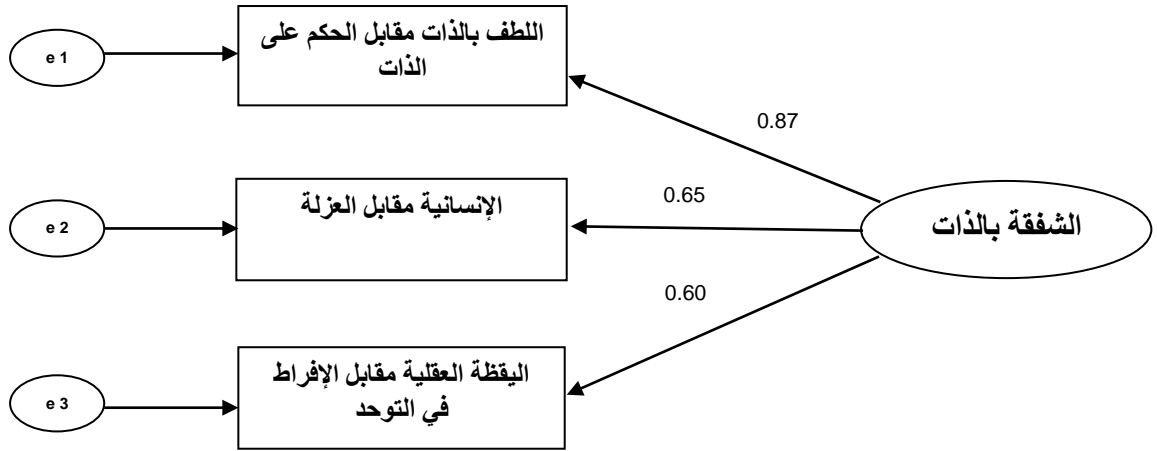 e 1
اللطف بالذات مقابل الحكم على
الذات
0.87
e 2
الإنسانية مقابل العزلة
0.65
الشفقة بالذات
0.60
e 3
اليقظة العقلية مقابل الإفراط
في التوحد